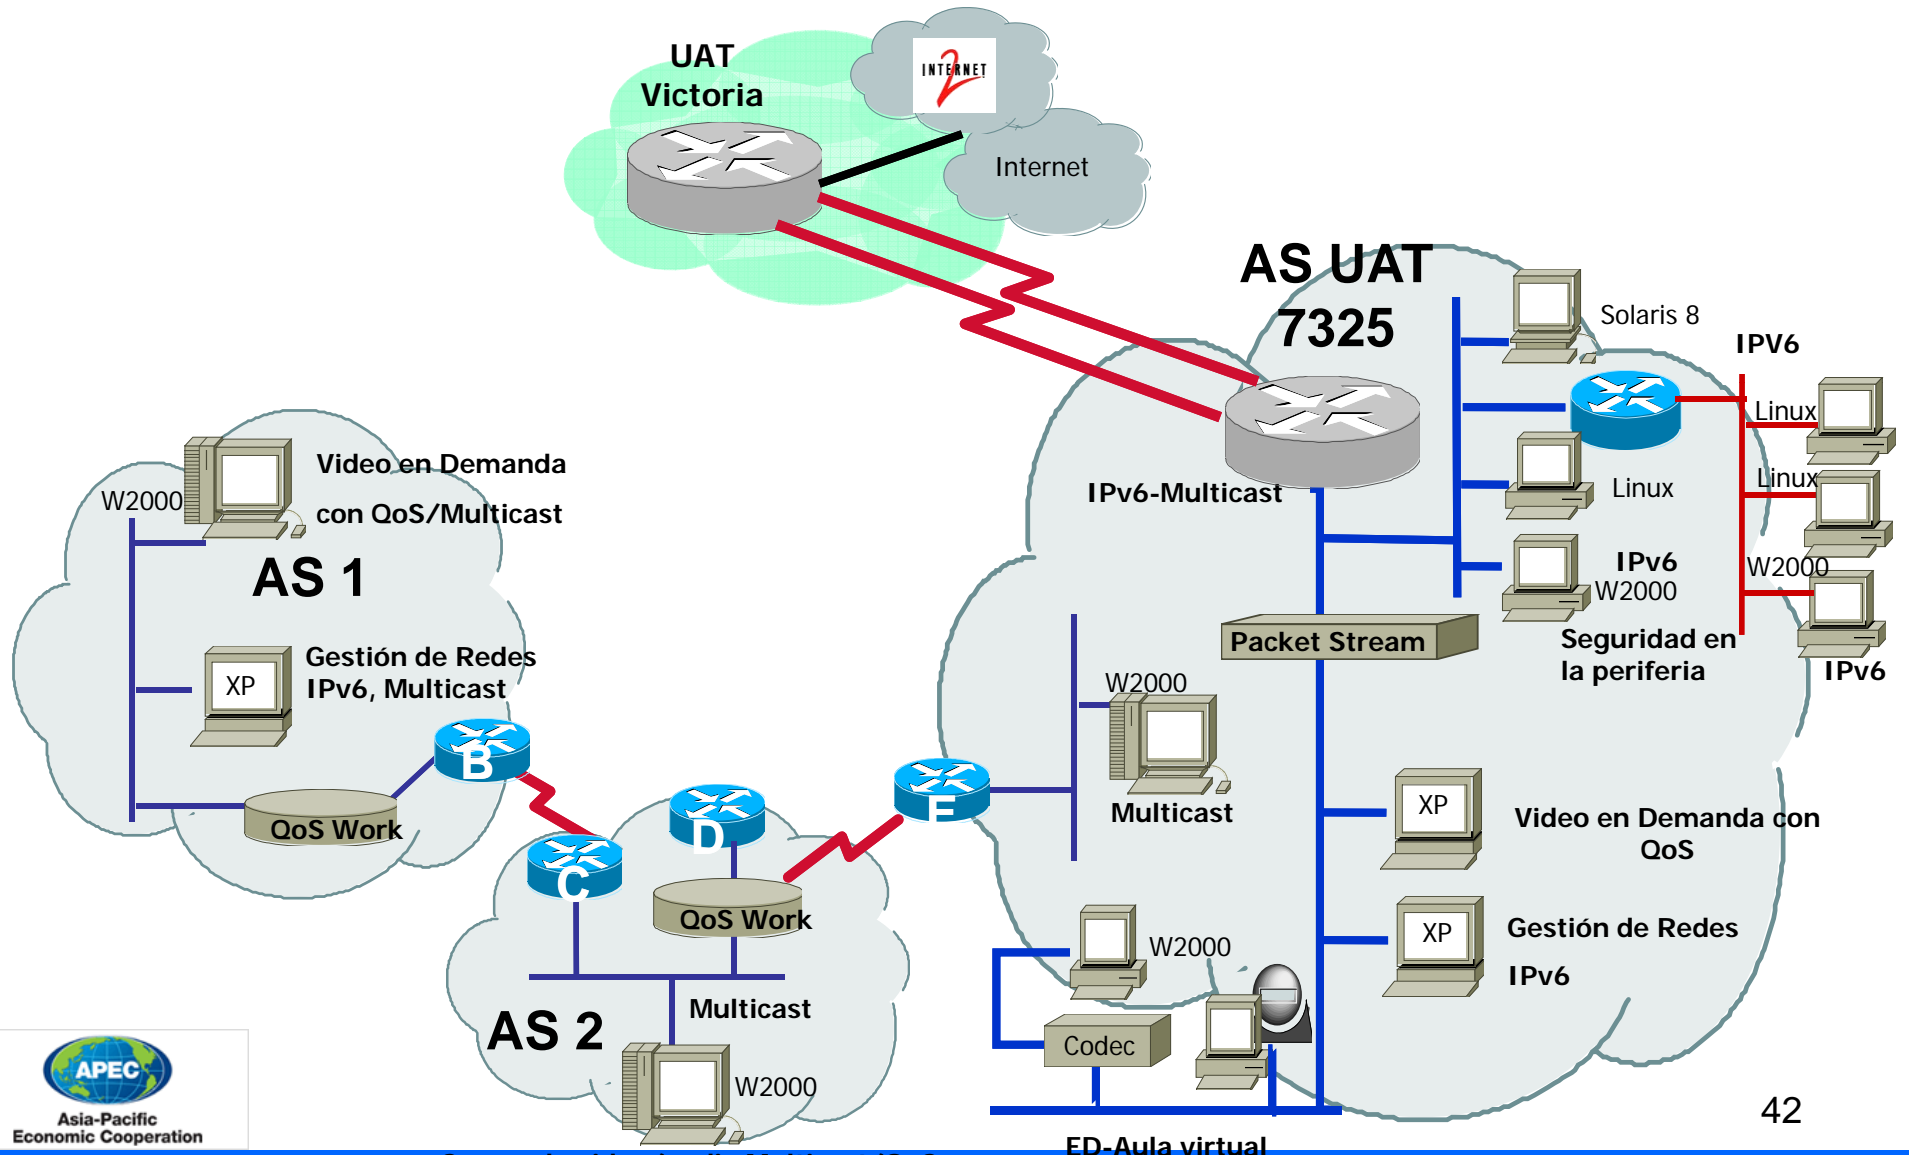 UAT
Victoria
INTERNET
2
Internet
AS UAT
7325
Solaris 8
IPV6
Linux
Linux
Linux
IPv6
W2000
W2000
IPv6
Seguridad en
la periferia
IPv6-Multicast
Packet Stream
W2000
Video en Demanda
con QoS/Multicast
AS 1
XP
Gestión de Redes
IPv6, Multicast
B
QoS Work
C
D
QoS Work
AS 2
Multicast
W2000
W2000
Multicast
XP
Video en Demanda con
QoS
XP
Gestión de Redes
IPv6
W2000
Codec
ED-Aula virtual
APEC
Asia-Pacific
Economic Cooperation
42